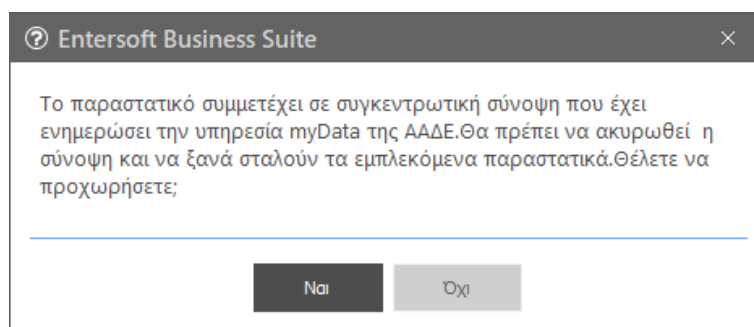 Entersoft Business Suite
Το παραστατικό συμμετέχει σε συγκεντρωτική σύνοψη που έχει
ενημερώσει την υπηρεσία myData της ΑΑΔΕ.Θα πρέπει να ακυρωθεί  η
σύνοψη και να ξανά σταλούν τα εμπλεκόμενα παραστατικά.Θέλετε να
προχωρήσετε;
Ναι
Όχι